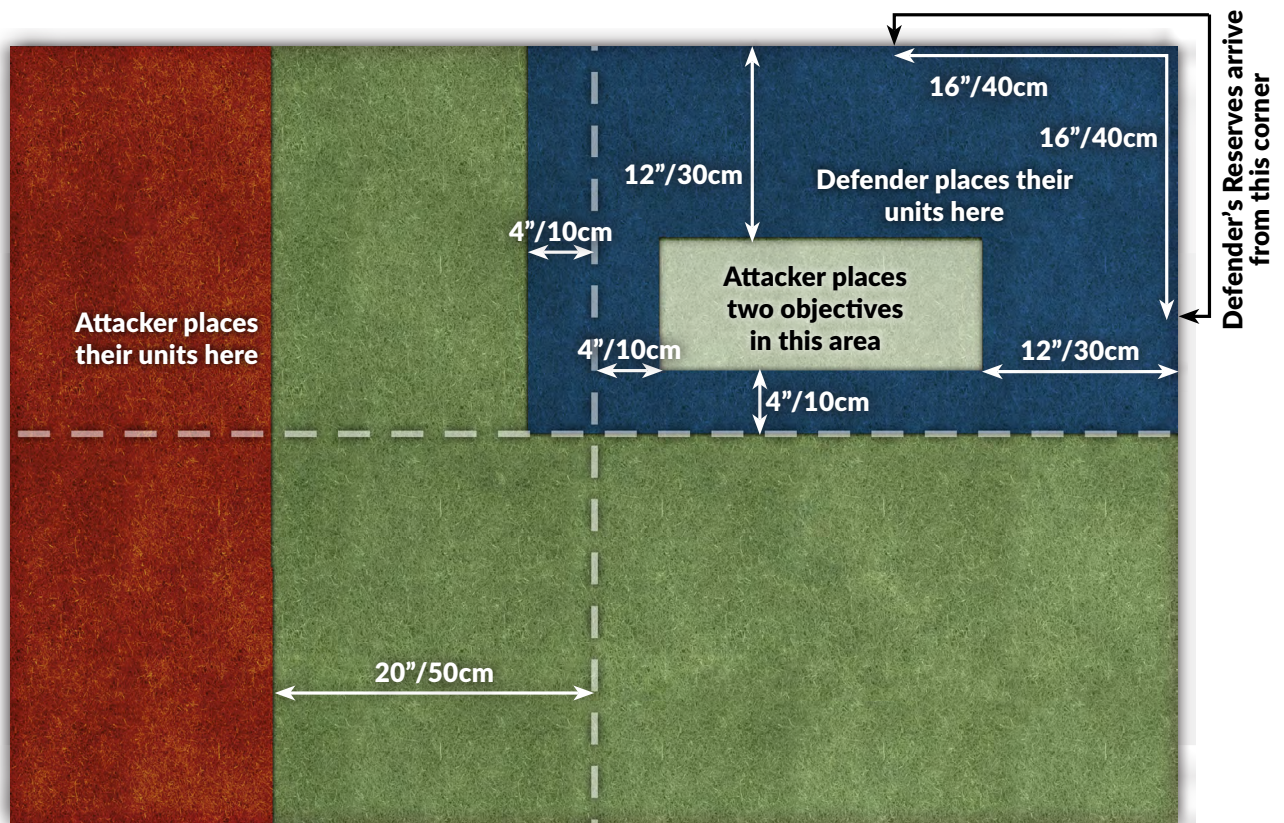 16”/40cm
16”/40cm
Defender’s Reserves arrive
from this corner
12”/30cm
Defender places their
units here
4”/10cm
Attacker places
two objectives
in this area
Attacker places
their units here
4”/10cm
12”/30cm
4”/10cm
20”/50cm